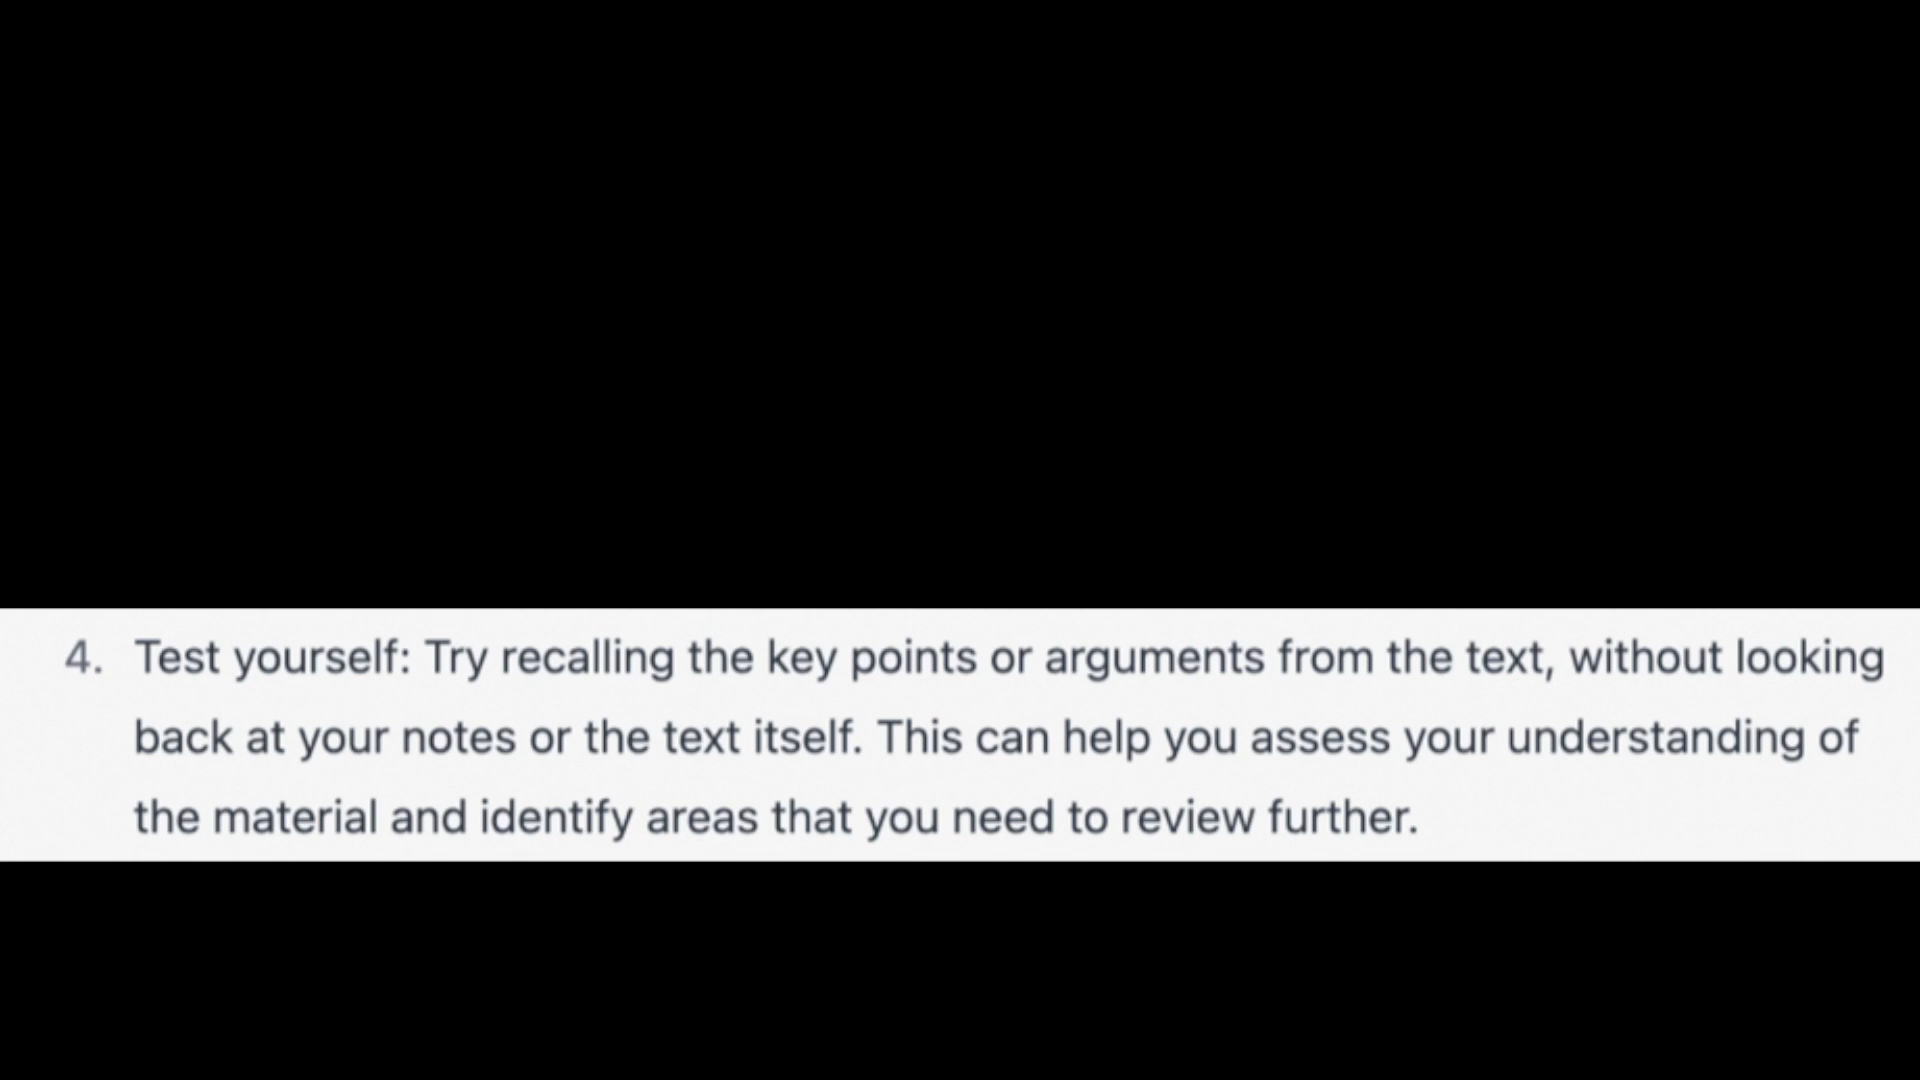 4. Test yourself: Try recalling the key points or arguments from the text, without looking
back at your notes or the text itself. This can help you assess your understanding of
the material and identify areas that you need to review further.